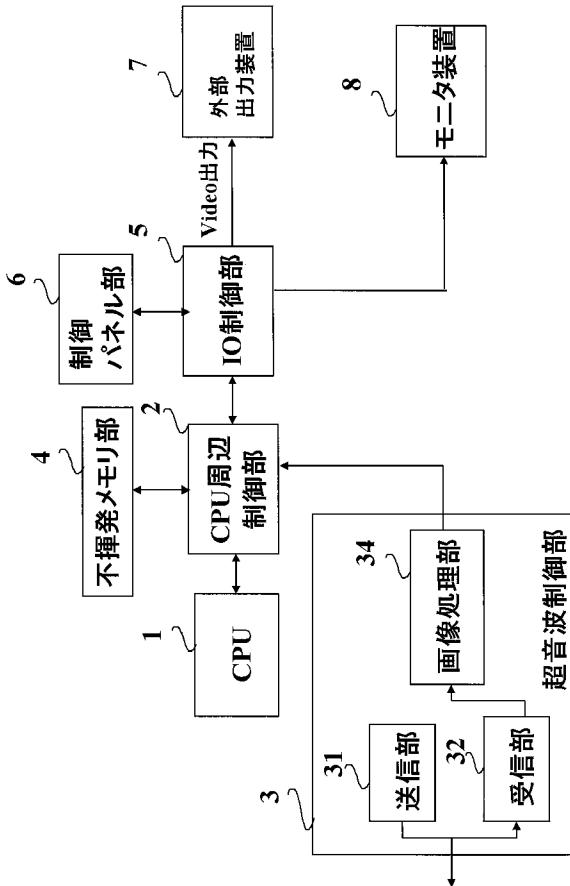 6
制御
パネル部
4
不揮発メモリ部
7
外部
出力装置
Video出力
5
IO制御部
2
CPU周辺
制御部
1
CPU
8
モニタ装置
3
31
送信部
32
受信部
34
画像処理部
超音波制御部